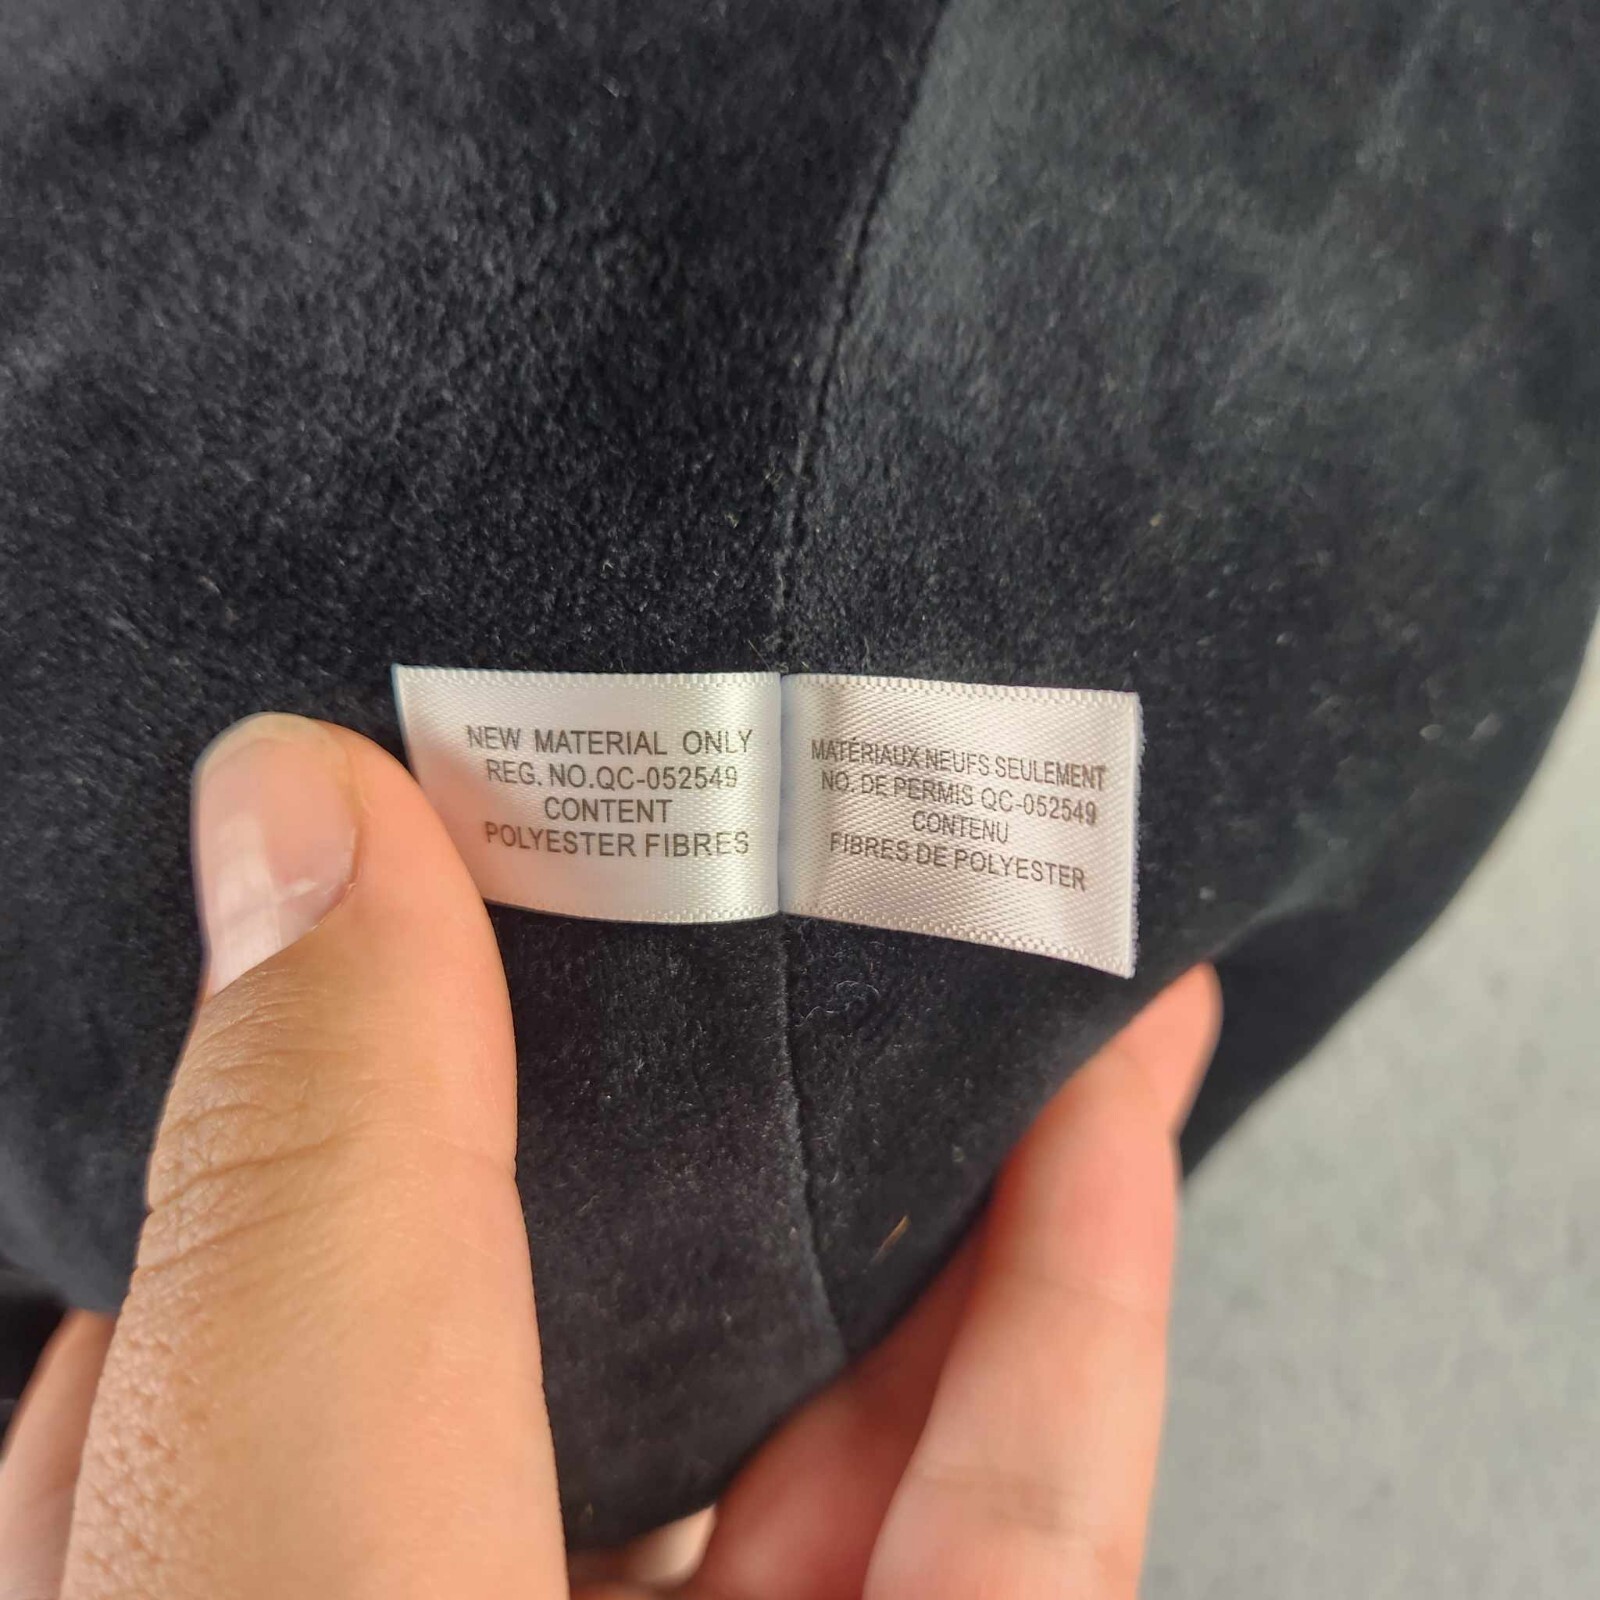 NEW MATERIAL ONLY
REG. NO.QC-052549
CONTENT
POLYESTER FIBRES
MATÉRIAUX NEUFS SEULEMENT
NO. DE PERMIS QC-052549
CONTENU
FIBRES DE POLYESTER